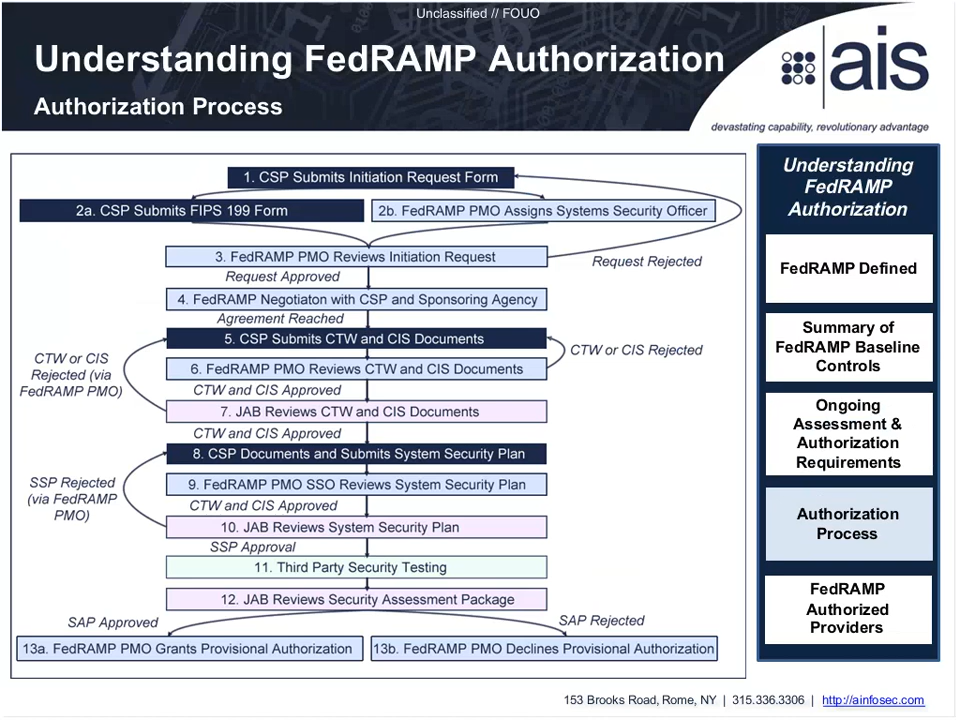 Unclassified // FOUO
Understanding FedRAMP Authorization
Authorization Process
ais
devastating capability, revolutionary advantage
1. CSP Submits Initiation Request Form
2a. CSP Submits FIPS 199 Form
2b. FedRAMP PMO Assigns Systems Security Officer
3. FedRAMP PMO Reviews Initiation Request
Request Rejected
Request Approved
4. FedRAMP Negotiaton with CSP and Sponsoring Agency
Agreement Reached
5. CSP Submits CTW and CIS Documents
CTW or CIS
Rejected (via
FedRAMP PMO)
CTW or CIS Rejected
6. FedRAMP PMO Reviews CTW and CIS Documents
CTW and CIS Approved
7. JAB Reviews CTW and CIS Documents
CTW and CIS Approved
8. CSP Documents and Submits System Security Plan
SSP Rejected
(via FedRAMP
PMO)
9. FedRAMP PMO SSO Reviews System Security Plan
CTW and CIS Approved
10. JAB Reviews System Security Plan
SSP Approval
11. Third Party Security Testing
12. JAB Reviews Security Assessment Package
SAP Approved
SAP Rejected
13a. FedRAMP PMO Grants Provisional Authorization
13b. FedRAMP PMO Declines Provisional Authorization
Understanding
FedRAMP
Authorization
FedRAMP Defined
Summary of
FedRAMP Baseline
Controls
Ongoing
Assessment &
Authorization
Requirements
Authorization
Process
FedRAMP
Authorized
Providers
153 Brooks Road, Rome, NY | 315.336.3306 | http://ainfosec.com